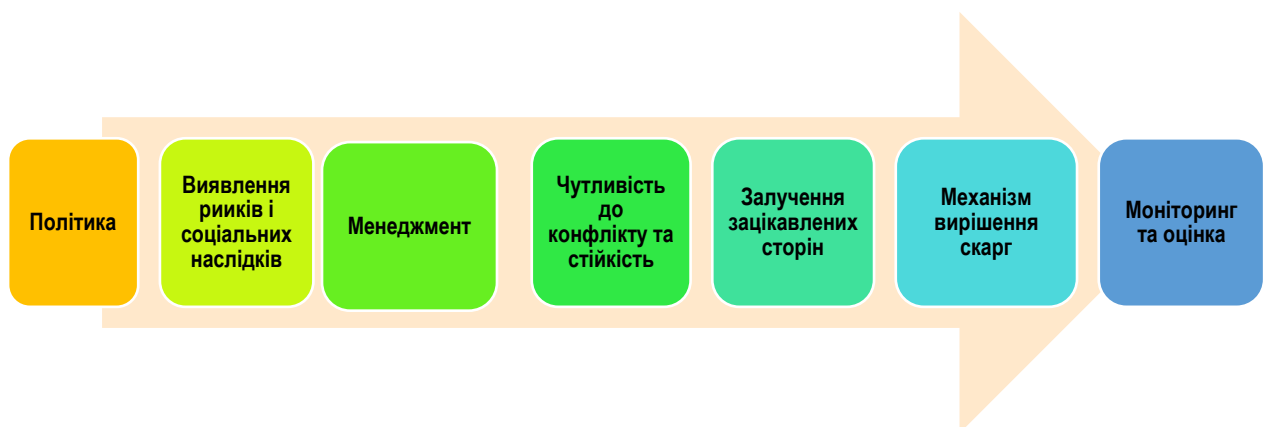 Політика
Виявлення
рииків і
соціальних
наслідків
Менеджмент
Чутливість
до
конфлікту та
стійкість
Залучення
зацікавлених
сторін
Механізм
вирішення
скарг
Моніторинг
та оцінка